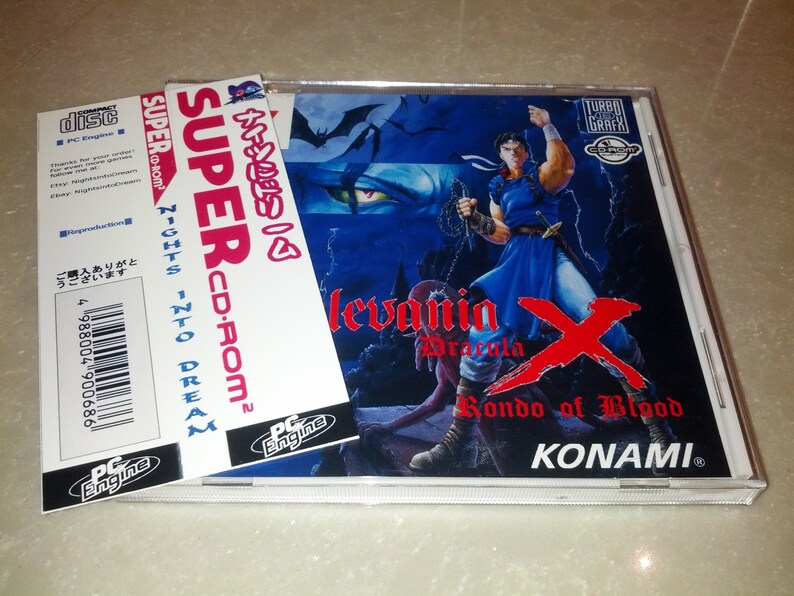 COMPACT
disc
PC Engine
Thanks for your order!
For even more games
follow me at:
Etsy: NightsintoDream
Ebay: NightsintoDream
Reproduction
ご購入ありがと
うございます
4 988004 900686
PC Engine
SUPER CD-ROM²
NIGHTS INTO DREAM
SUPER CD-ROM²
PC Engine
TURBO
16
GRAFX
CD-ROM²
levania
Dracula X
Rondo of Blood
KONAMI®